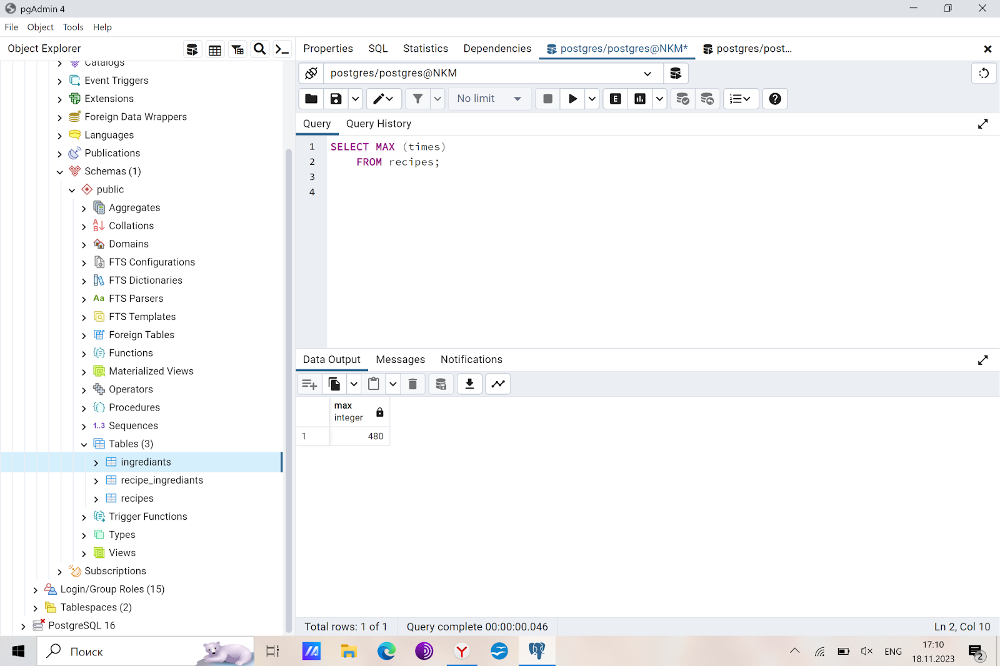 pgAdmin 4
File Object Tools Help
Object Explorer
Properties SQL Statistics Dependencies postgres/postgres@NKM* postgres/post...
postgres/postgres@NKM
No limit
E
Query Query History
1 SELECT MAX (times)
2 FROM recipes;
3
4
Catalogs
Event Triggers
Extensions
Foreign Data Wrappers
Languages
Publications
Schemas (1)
public
Aggregates
Collations
Domains
FTS Configurations
FTS Dictionaries
Aa FTS Parsers
FTS Templates
Foreign Tables
Functions
Materialized Views
Operators
Procedures
1..3 Sequences
Tables (3)
ingrediants
recipe_ingrediants
recipes
Trigger Functions
Types
Views
Subscriptions
Login/Group Roles (15)
Tablespaces (2)
PostgreSQL 16
Data Output Messages Notifications
max
integer
1 480
Total rows: 1 of 1 Query complete 00:00:00.046 Ln 2, Col 10
Поиск
ENG
17:10
18.11.2023
2